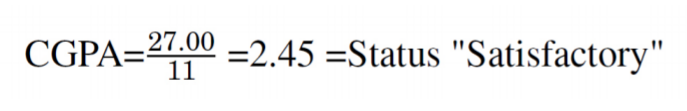 CGPA=27.00/11 =2.45 =Status "Satisfactory"